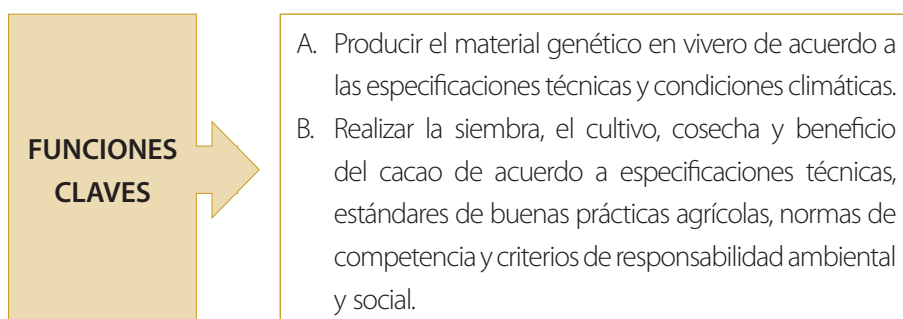 FUNCIONES
CLAVES
A. Producir el material genético en vivero de acuerdo a
las especificaciones técnicas y condiciones climáticas.
B. Realizar la siembra, el cultivo, cosecha y beneficio
del cacao de acuerdo a especificaciones técnicas,
estándares de buenas prácticas agrícolas, normas de
competencia y criterios de responsabilidad ambiental
y social.